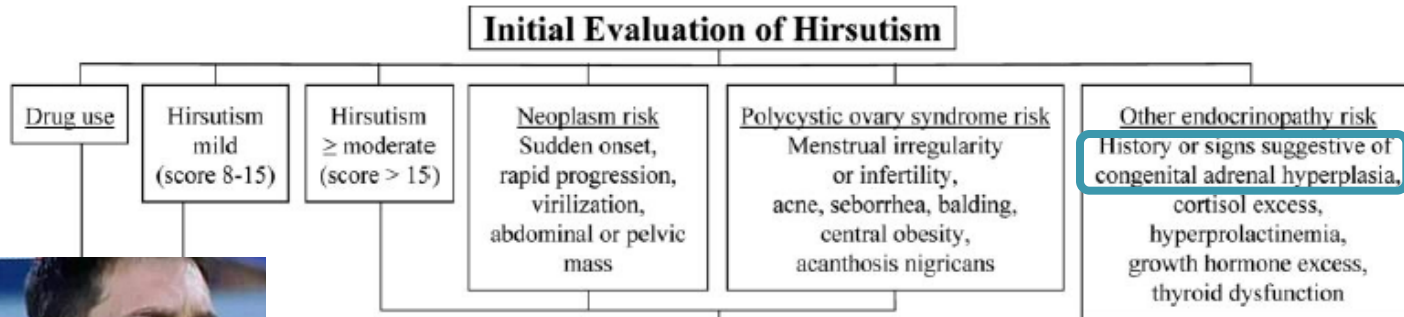 Initial Evaluation of Hirsutism
Drug use
Hirsutism
mild
(score 8-15)
Hirsutism
≥ moderate
(score > 15)
Neoplasm risk
Sudden onset,
rapid progression,
virilization,
abdominal or pelvic
mass
Polycystic ovary syndrome risk
Menstrual irregularity
or infertility,
acne, seborrhea, balding,
central obesity,
acanthosis nigricans
Other endocrinopathy risk
History or signs suggestive of
congenital adrenal hyperplasia,
cortisol excess,
hyperprolactinemia,
growth hormone excess,
thyroid dysfunction